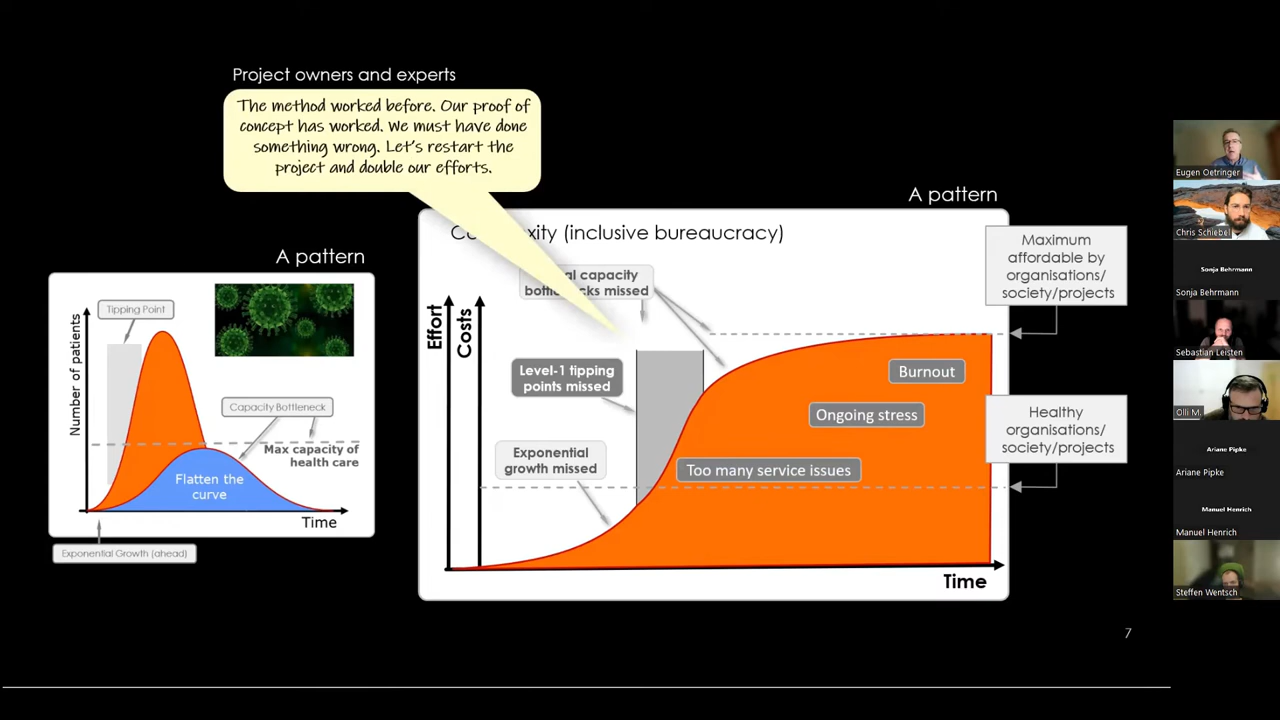 Project owners and experts
The method worked before. Our proof of
concept has worked. We must have done
something wrong. Let's restart the
project and double our efforts.
A pattern
Tipping Point
Number of patients
Capacity Bottleneck
Max capacity of
health care
Flatten the
curve
Time
Exponential Growth (ahead)
A pattern
(inclusive bureaucracy)
capacity
missed
Effort
Costs
Level-1 tipping
points missed
Exponential
growth missed
Burnout
Ongoing stress
Too many service issues
Time
Maximum
affordable by
organisations/
society/projects
Healthy
organisations/
society/projects
7
Eugen Oetringer
Chris Schiebel
Sonja Behrmann
Sonja Behrmann
Sebastian Leisten
Olli M.
Ariane Pipke
Ariane Pipke
Manuel Henrich
Manuel Henrich
Steffen Wentsch